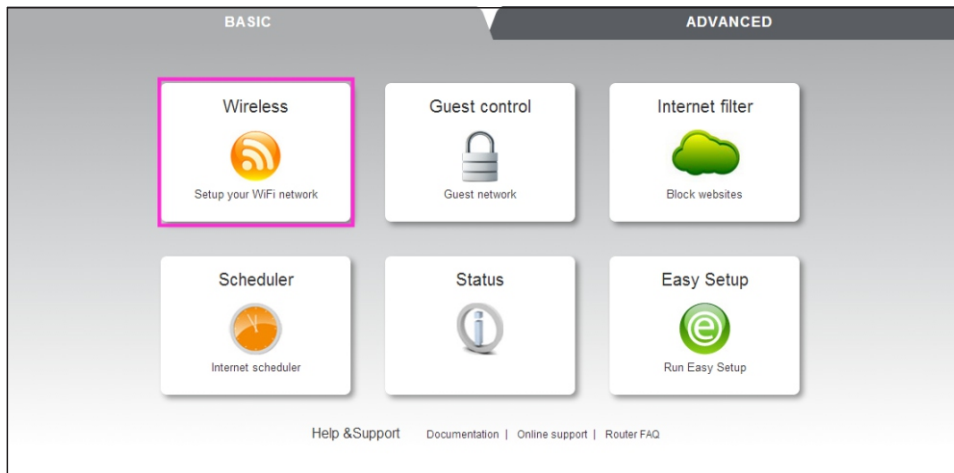 BASIC ADVANCED
Wireless Guest control Internet filter
Setup your WiFi network Guest network Block websites
Scheduler Status Easy Setup
Internet scheduler Run Easy Setup
Help &Support Documentation | Online support | Router FAQ